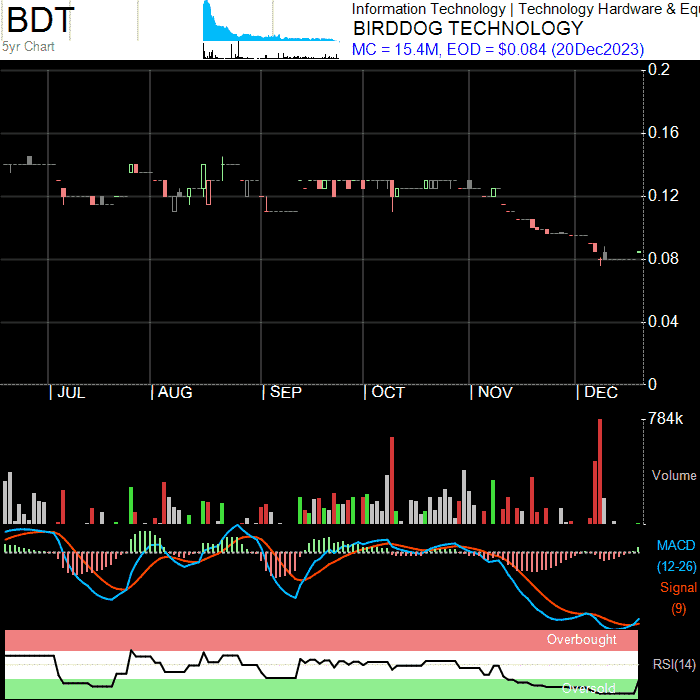 BDT
5yr Chart
Information Technology | Technology Hardware & Equ
BIRDDOG TECHNOLOGY
MC = 15.4M, EOD = $0.084 (20Dec2023)
0.2
0.16
0.12
0.08
0.04
0
| JUL | AUG | SEP | OCT | NOV | DEC
784k
Volume
MACD
(12-26)
Signal
(9)
Overbought
RSI(14)
Oversold